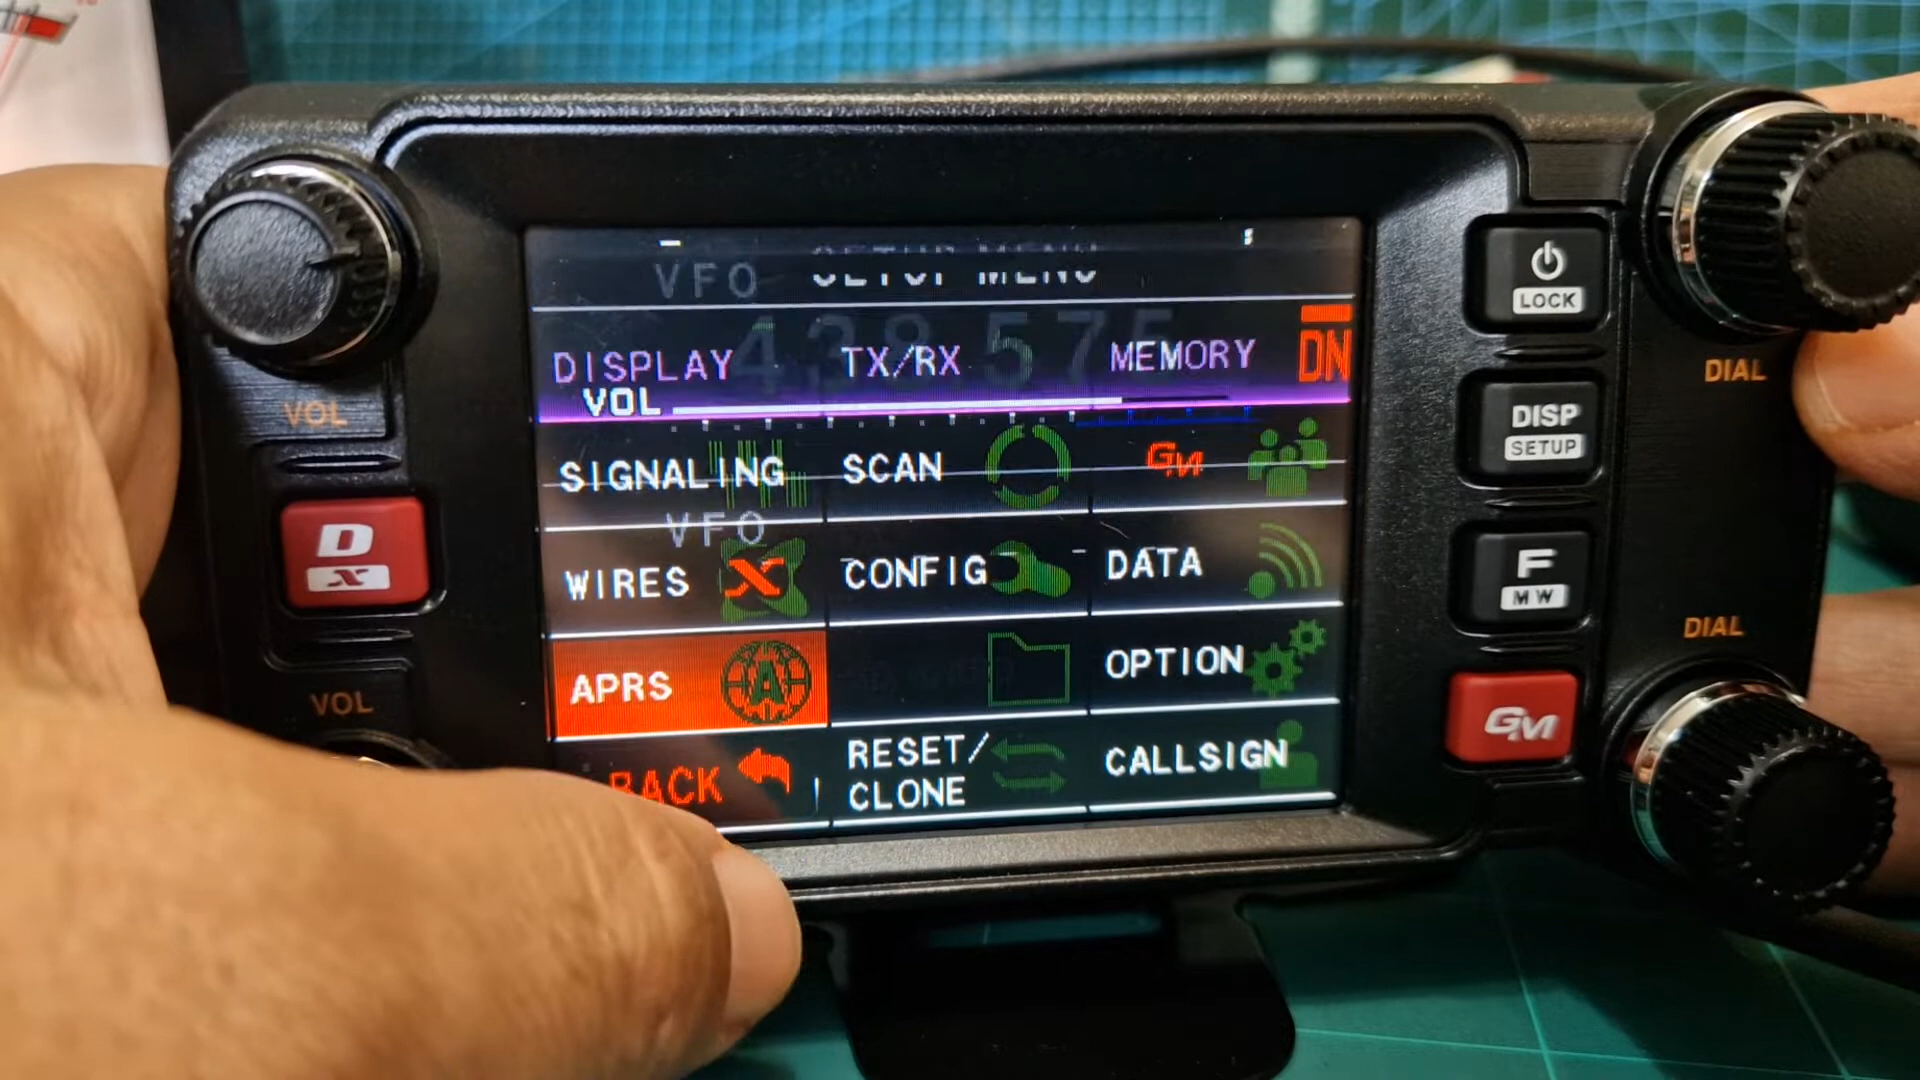 VFO SETUP MENU
438.575
DISPLAY TX/RX MEMORY DN
VOL
SIGNALING SCAN GM
VFO
WIRES X CONFIG DATA
APRS A OPTION
BACK RESET/ CALLSIGN
CLONE
VOL
D
X
VOL
LOCK
DISP
SETUP
F
MW
GM
DIAL
DIAL